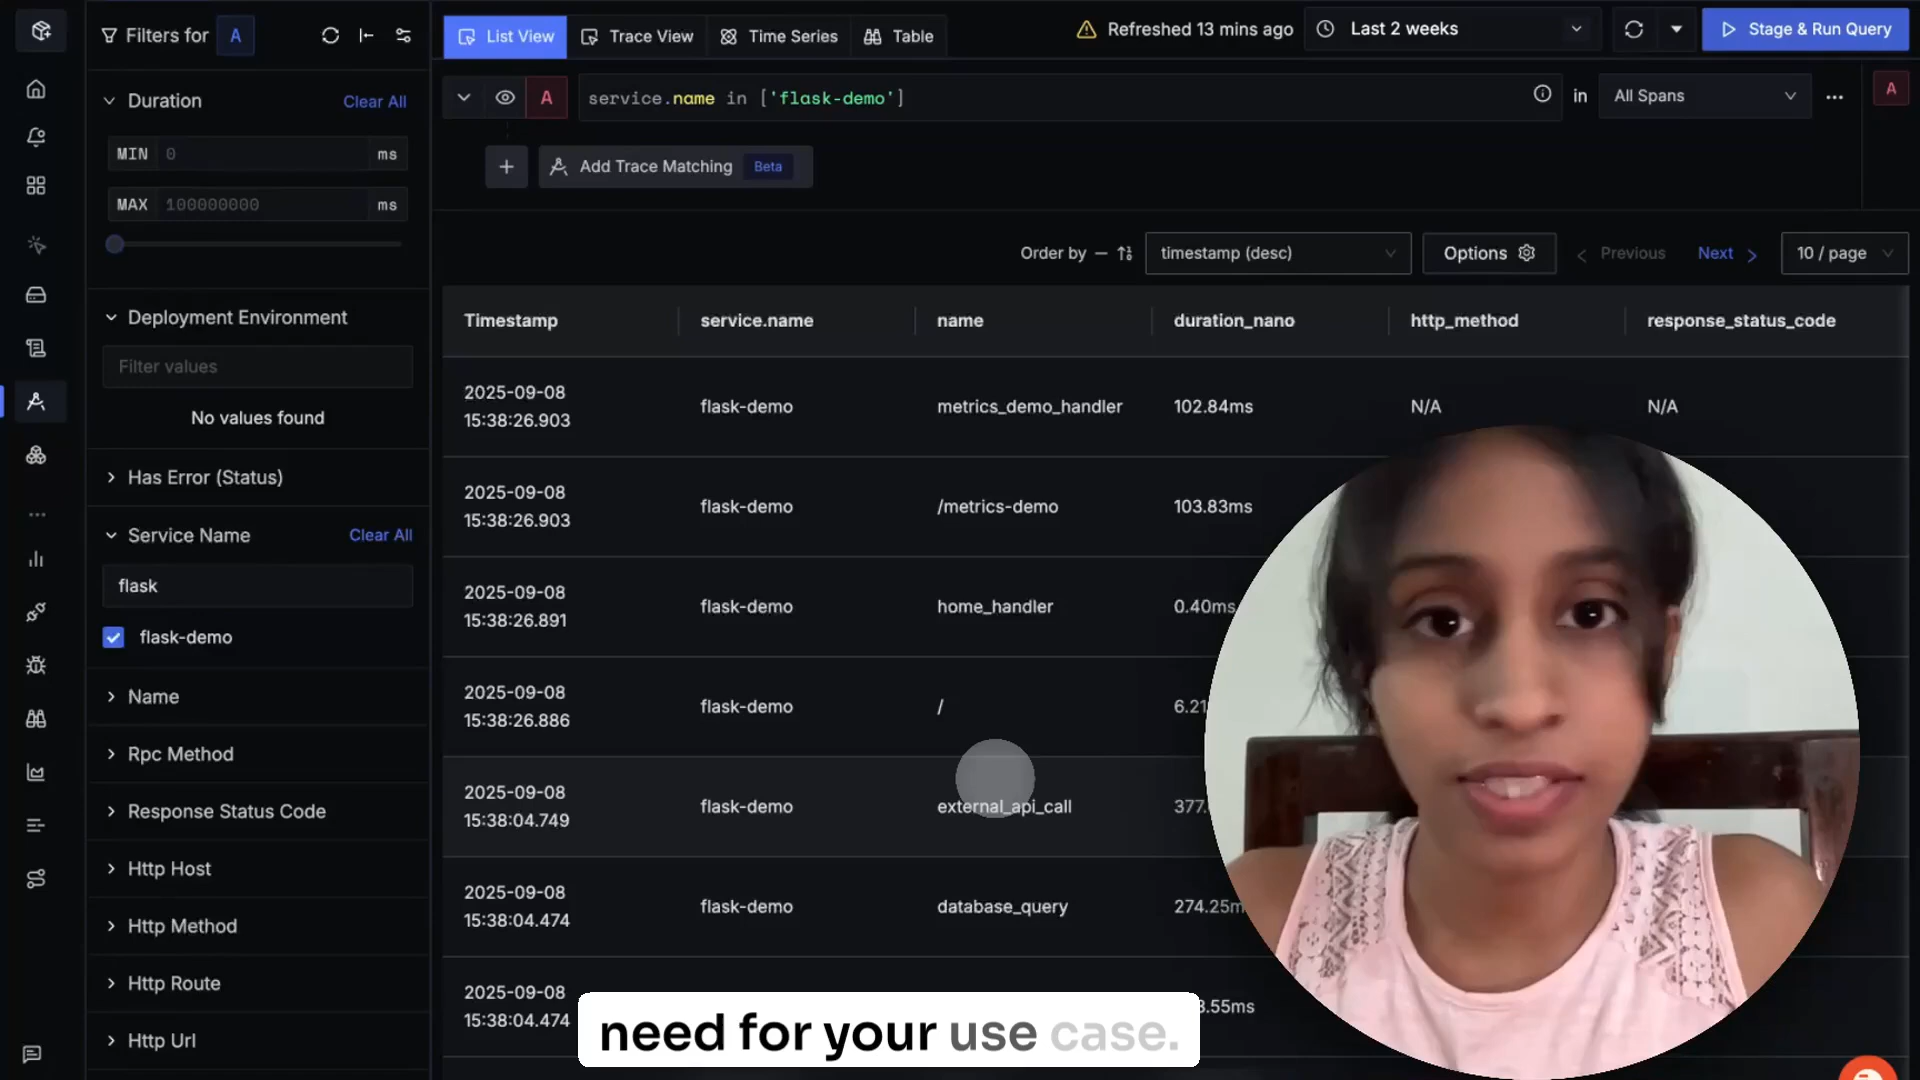 Filters for A
List View
Trace View
Time Series
Table
Refreshed 13 mins ago
Last 2 weeks
Stage & Run Query
Duration
Clear All
MIN 0 ms
MAX 100000000 ms
Deployment Environment
Filter values
No values found
Has Error (Status)
Service Name
Clear All
flask
flask-demo
Name
Rpc Method
Response Status Code
Http Host
Http Method
Http Route
Http Url
A
service.name in ['flask-demo']
in
All Spans
A
Add Trace Matching Beta
Order by
timestamp (desc)
Options
Previous
Next
10 / page
Timestamp service.name name duration_nano http_method response_status_code
2025-09-08
15:38:26.903
flask-demo metrics_demo_handler 102.84ms N/A N/A
2025-09-08
15:38:26.903
flask-demo /metrics-demo 103.83ms
2025-09-08
15:38:26.891
flask-demo home_handler 0.40ms
2025-09-08
15:38:26.886
flask-demo / 6.21
2025-09-08
15:38:04.749
flask-demo external_api_call 377.
2025-09-08
15:38:04.474
flask-demo database_query 274.25m
2025-09-08
15:38:04.474
3.55ms
need for your use case.